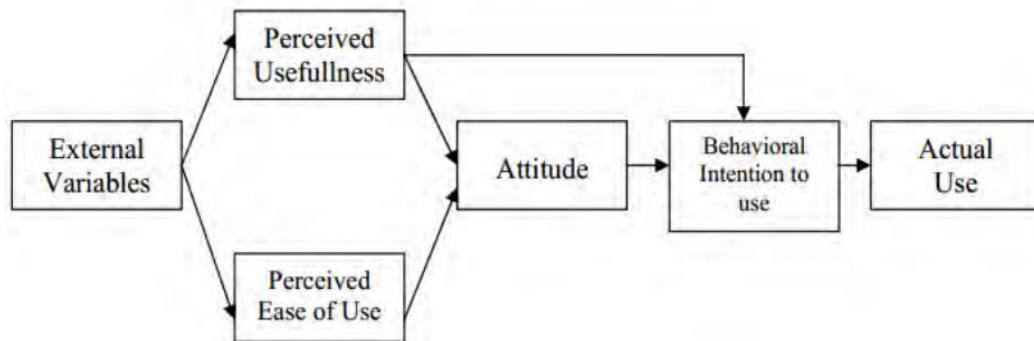 Perceived
Usefullness
External
Variables
Attitude
Behavioral
Intention to
use
Actual
Use
Perceived
Ease of Use